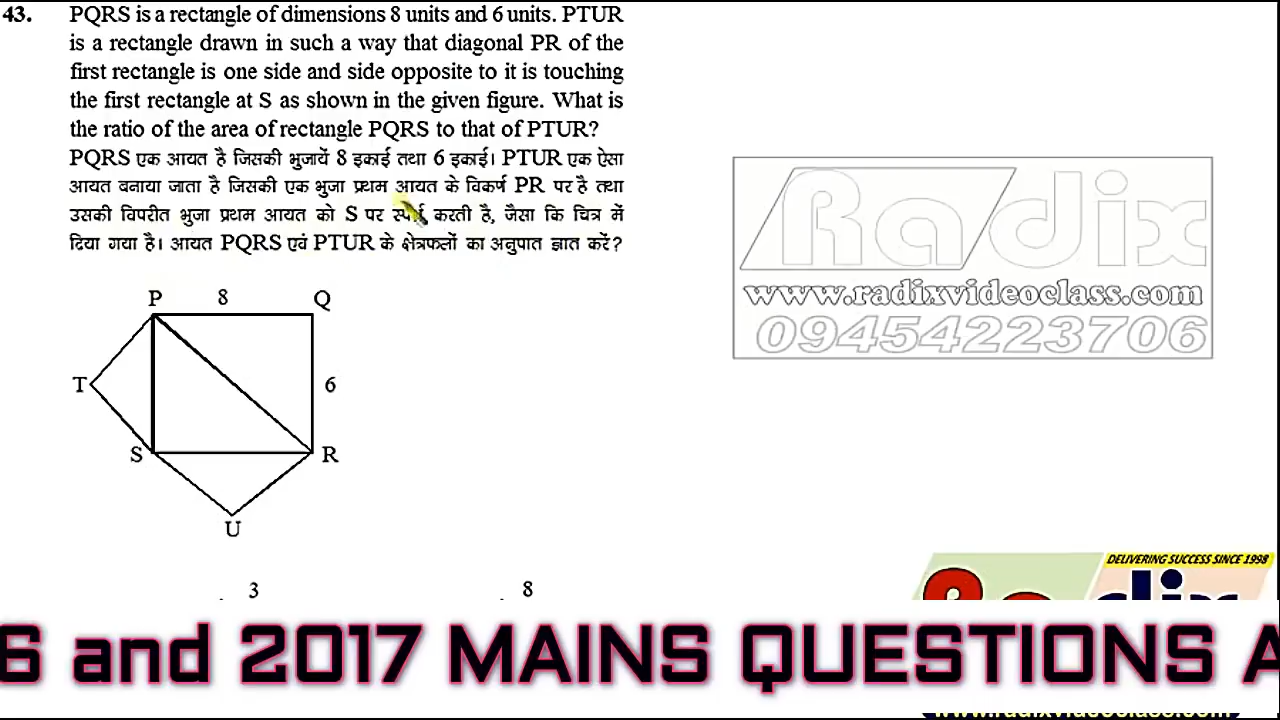 43. PQRS is a rectangle of dimensions 8 units and 6 units. PTUR
is a rectangle drawn in such a way that diagonal PR of the
first rectangle is one side and side opposite to it is touching
the first rectangle at S as shown in the given figure. What is
the ratio of the area of rectangle PQRS to that of PTUR?
PQRS एक आयत है जिसकी भुजायें 8 इकाई तथा 6 इकाई। PTUR एक ऐसा
आयत बनाया जाता है जिसकी एक भुजा प्रथम आयत के विकर्ण PR पर है तथा
उसकी विपरीत भुजा प्रथम आयत को S पर स्पर्श करती है, जैसा कि चित्र में
दिया गया है। आयत PQRS एवं PTUR के क्षेत्रफलों का अनुपात ज्ञात करें?
Radix
www.radixvideoclass.com
09454223706
P 8 Q
T 6
S R
U
3 8
DELIVERING SUCCESS SINCE 1998
6 and 2017 MAINS QUESTIONS A